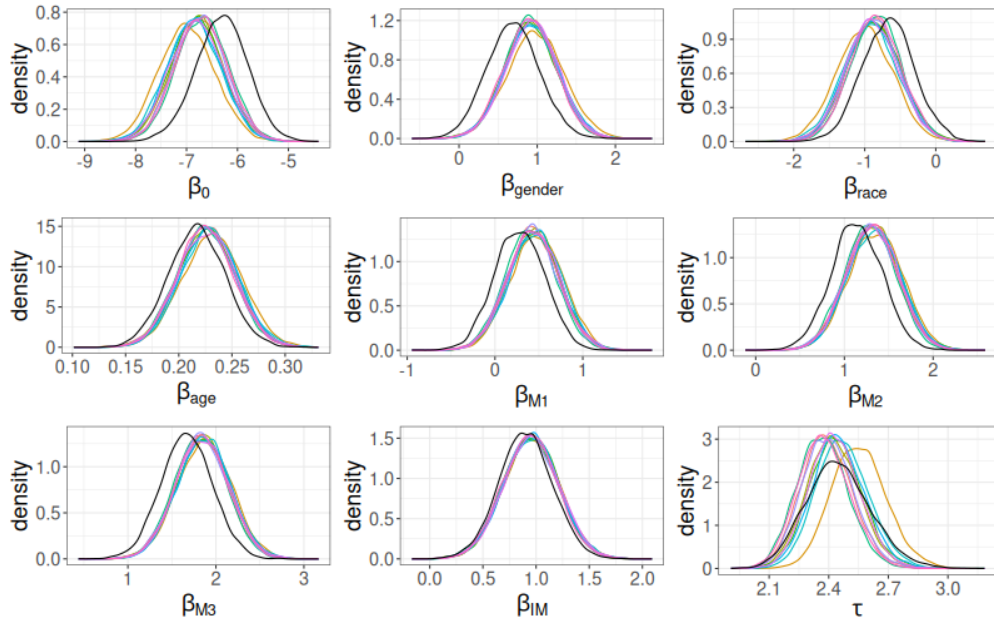 density
0.8
0.6
0.4
0.2
0.0
-9 -8 -7 -6 -5
β0
density
1.2
0.8
0.4
0.0
0 1 2
βgender
density
0.9
0.6
0.3
0.0
-2 -1 0
βrace
density
15
10
5
0
0.10 0.15 0.20 0.25 0.30
βage
density
1.0
0.5
0.0
-1 0 1
βM1
density
1.0
0.5
0.0
0 1 2
βM2
density
1.0
0.5
0.0
1 2 3
βM3
density
1.5
1.0
0.5
0.0
0.0 0.5 1.0 1.5 2.0
βIM
density
3
2
1
0
2.1 2.4 2.7 3.0
τ